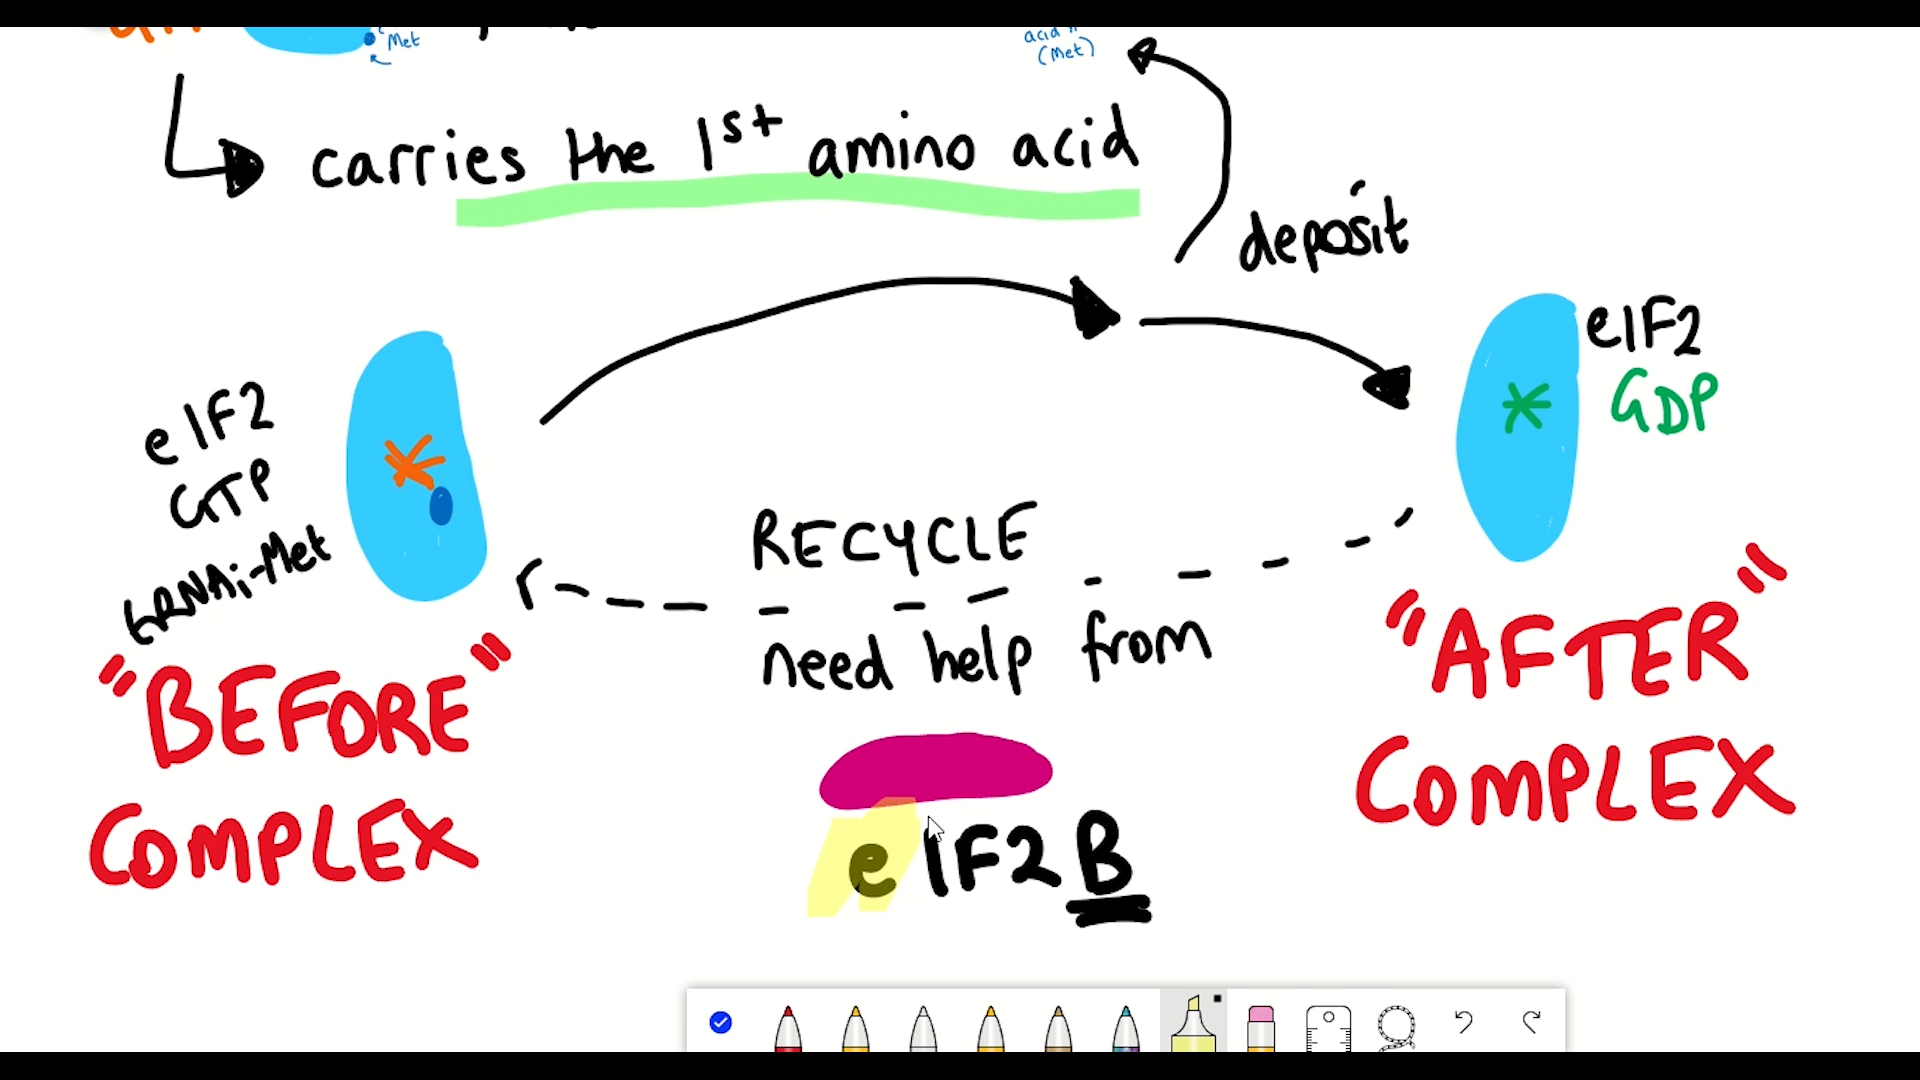 Met
(Met)
carries the 1st amino acid
deposit
eIF2
GTP
tRNAi-Met
eIF2
GDP
RECYCLE
need help from
"BEFORE"
COMPLEX
"AFTER"
COMPLEX
eIF2B